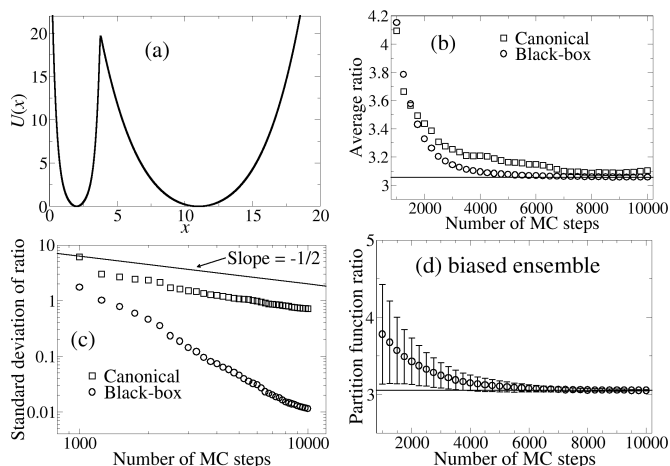 20
15
10
5
0
U(x)
(a)
0
5
10
15
20
x
4.2
4
3.8
3.6
3.4
3.2
3
Average ratio
(b)
Canonical
Black-box
2000
4000
6000
8000
10000
Number of MC steps
10
1
0.1
0.01
Standard deviation of ratio
Slope = -1/2
(c)
Canonical
Black-box
1000
10000
Number of MC steps
5
4
3
Partition function ratio
(d) biased ensemble
2000
4000
6000
8000
10000
Number of MC steps